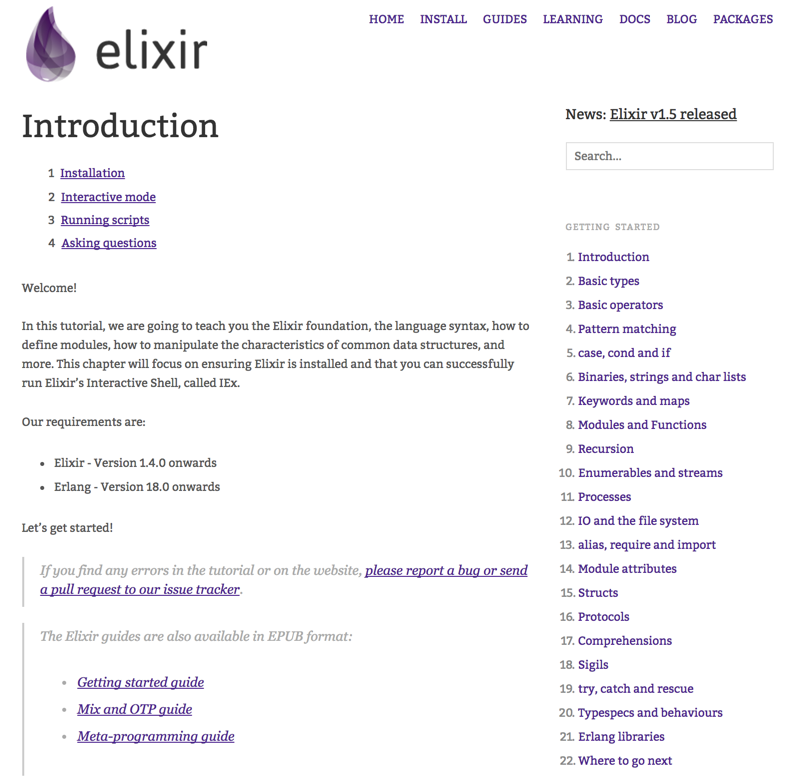 elixir
HOME INSTALL GUIDES LEARNING DOCS BLOG PACKAGES
Introduction
1 Installation
2 Interactive mode
3 Running scripts
4 Asking questions
Welcome!
In this tutorial, we are going to teach you the Elixir foundation, the language syntax, how to
define modules, how to manipulate the characteristics of common data structures, and
more. This chapter will focus on ensuring Elixir is installed and that you can successfully
run Elixir's Interactive Shell, called IEx.
Our requirements are:
• Elixir - Version 1.4.0 onwards
• Erlang - Version 18.0 onwards
Let's get started!
If you find any errors in the tutorial or on the website, please report a bug or send
a pull request to our issue tracker.
The Elixir guides are also available in EPUB format:
• Getting started guide
• Mix and OTP guide
• Meta-programming guide
News: Elixir v1.5 released
Search...
GETTING STARTED
1. Introduction
2. Basic types
3. Basic operators
4. Pattern matching
5. case, cond and if
6. Binaries, strings and char lists
7. Keywords and maps
8. Modules and Functions
9. Recursion
10. Enumerables and streams
11. Processes
12. IO and the file system
13. alias, require and import
14. Module attributes
15. Structs
16. Protocols
17. Comprehensions
18. Sigils
19. try, catch and rescue
20. Typespecs and behaviours
21. Erlang libraries
22. Where to go next